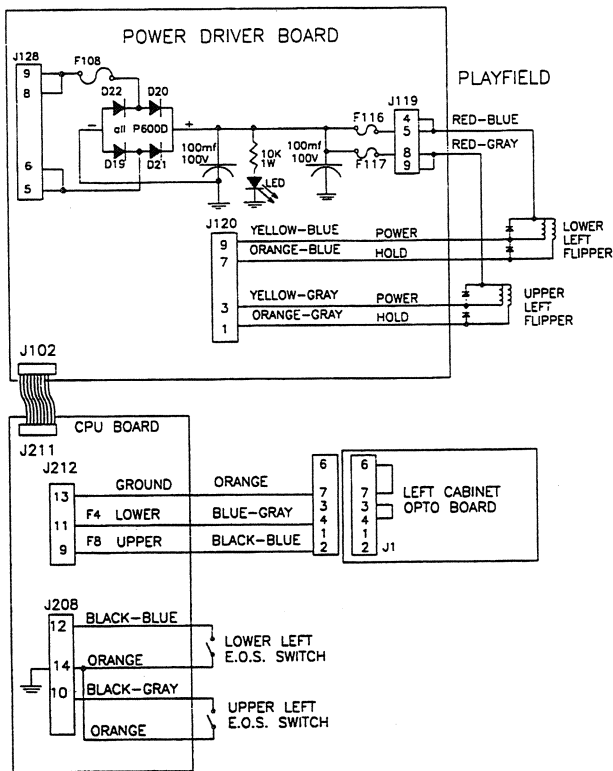 POWER DRIVER BOARD
J128
F108
9
8
6
5
D22
D20
all
P600D
D19
D21
-
+
100mf
100V
10K
1W
LED
100mf
100V
F116
F117
J119
4
5
8
9
PLAYFIELD
RED-BLUE
RED-GRAY
J120
9
7
3
1
YELLOW-BLUE
POWER
ORANGE-BLUE
HOLD
YELLOW-GRAY
POWER
ORANGE-GRAY
HOLD
LOWER
LEFT
FLIPPER
UPPER
LEFT
FLIPPER
J102
J211
CPU BOARD
J212
13
11
9
GROUND
ORANGE
F4 LOWER
BLUE-GRAY
F8 UPPER
BLACK-BLUE
6
7
3
4
1
2
6
7
3
4
1
2
J1
LEFT CABINET
OPTO BOARD
J208
12
14
10
BLACK-BLUE
ORANGE
BLACK-GRAY
ORANGE
LOWER LEFT
E.O.S. SWITCH
UPPER LEFT
E.O.S. SWITCH